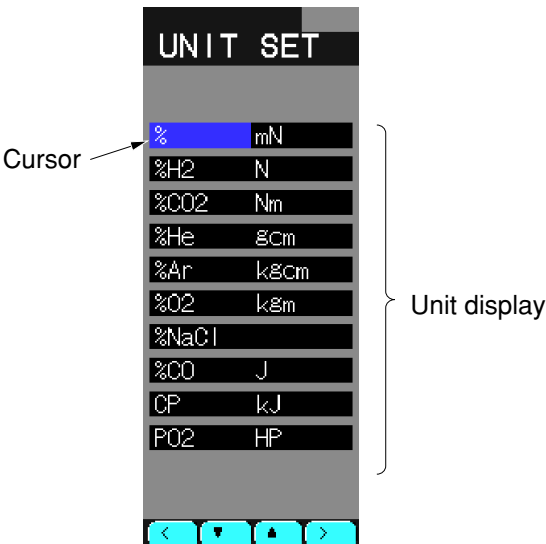 UNIT SET
% mN
Cursor
%H2 N
%CO2 Nm
%He gcm
%Ar kgcm
%O2 kgm
Unit display
%NaCl
%CO J
CP kJ
PO2 HP
< ▼ ▲ >